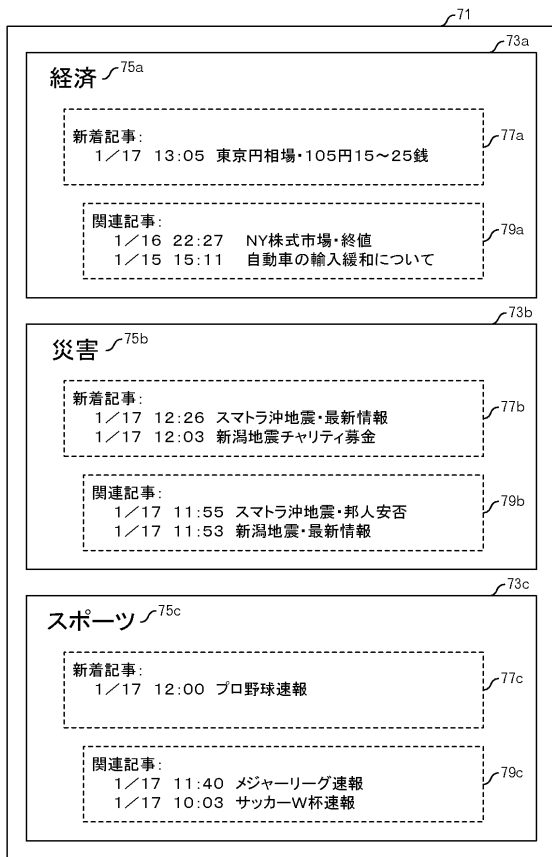 71
73a
経済 75a
新着記事:
1/17 13:05 東京円相場・105円15～25銭
77a
関連記事:
1/16 22:27 NY株式市場・終値
1/15 15:11 自動車の輸入緩和について
79a
73b
災害 75b
新着記事:
1/17 12:26 スマトラ沖地震・最新情報
1/17 12:03 新潟地震チャリティ募金
77b
関連記事:
1/17 11:55 スマトラ沖地震・邦人安否
1/17 11:53 新潟地震・最新情報
79b
73c
スポーツ 75c
新着記事:
1/17 12:00 プロ野球速報
77c
関連記事:
1/17 11:40 メジャーリーグ速報
1/17 10:03 サッカーW杯速報
79c